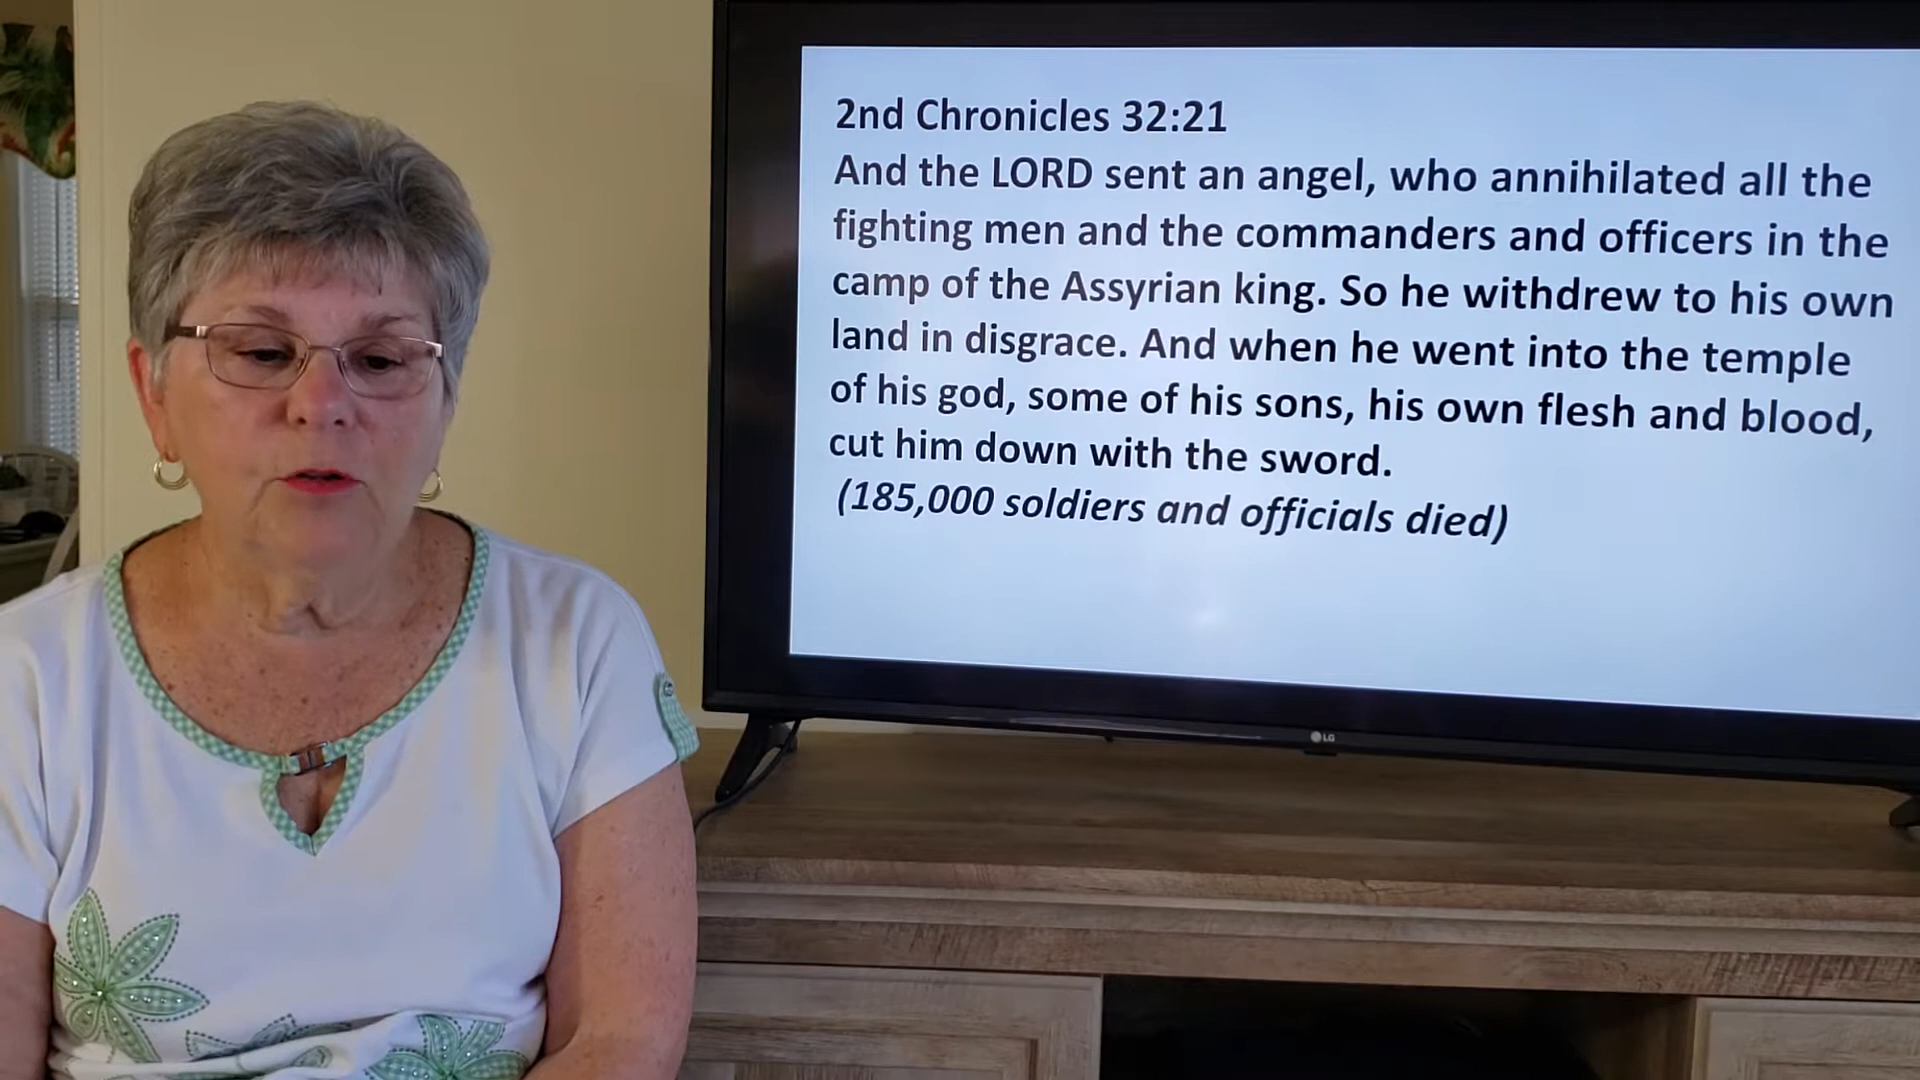 2nd Chronicles 32:21
And the LORD sent an angel, who annihilated all the
fighting men and the commanders and officers in the
camp of the Assyrian king. So he withdrew to his own
land in disgrace. And when he went into the temple
of his god, some of his sons, his own flesh and blood,
cut him down with the sword.
(185,000 soldiers and officials died)
LG